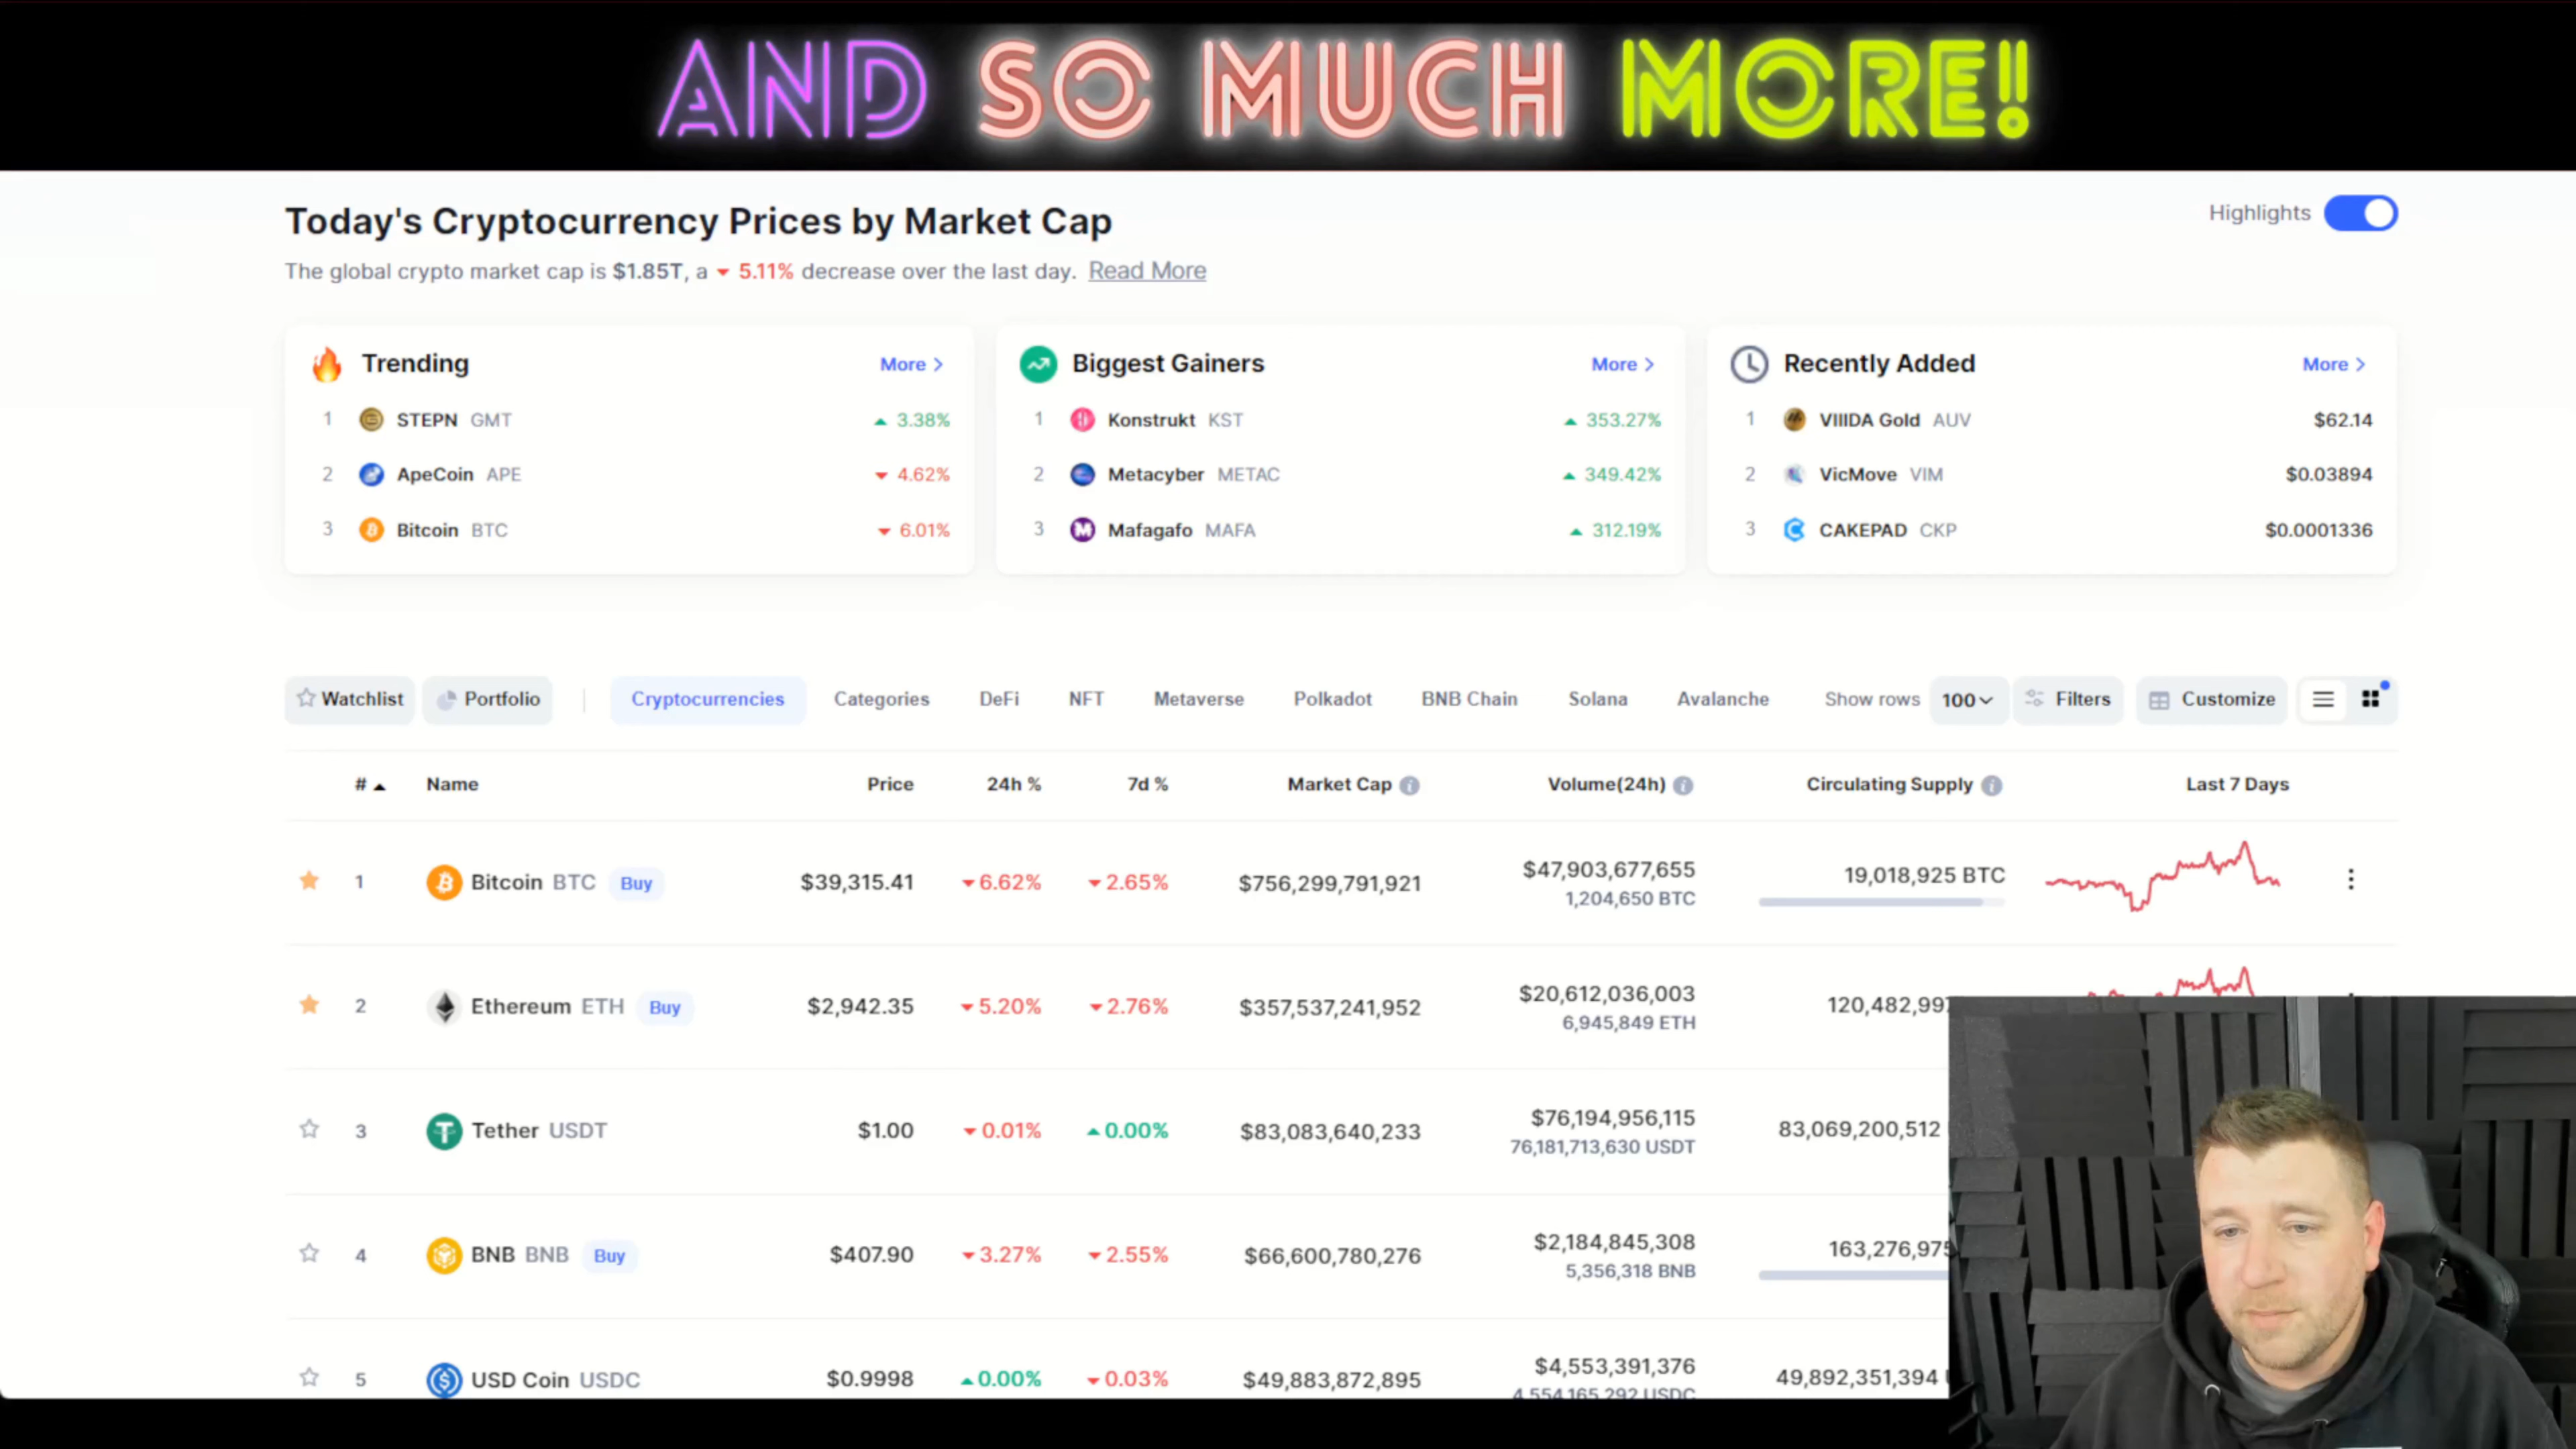 AND SO MUCH MORE!!
Today's Cryptocurrency Prices by Market Cap
Highlights
The global crypto market cap is $1.85T, a 5.11% decrease over the last day. Read More
Trending More
1 STEPN GMT 3.38%
2 ApeCoin APE 4.62%
3 Bitcoin BTC 6.01%
Biggest Gainers More
1 Konstrukt KST 353.27%
2 Metacyber METAC 349.42%
3 Mafagafo MAFA 312.19%
Recently Added More
1 VIIIDA Gold AUV $62.14
2 VicMove VIM $0.03894
3 CAKEPAD CKP $0.0001336
Watchlist Portfolio Cryptocurrencies Categories DeFi NFT Metaverse Polkadot BNB Chain Solana Avalanche Show rows 100 Filters Customize
# Name Price 24h % 7d % Market Cap Volume(24h) Circulating Supply Last 7 Days
1 Bitcoin BTC Buy $39,315.41 6.62% 2.65% $756,299,791,921 $47,903,677,655 19,018,925 BTC
1,204,650 BTC
2 Ethereum ETH Buy $2,942.35 5.20% 2.76% $357,537,241,952 $20,612,036,003 120,482,99
6,945,849 ETH
3 Tether USDT $1.00 0.01% 0.00% $83,083,640,233 $76,194,956,115 83,069,200,512
76,181,713,630 USDT
4 BNB BNB Buy $407.90 3.27% 2.55% $66,600,780,276 $2,184,845,308 163,276,975
5,356,318 BNB
5 USD Coin USDC $0.9998 0.00% 0.03% $49,883,872,895 $4,553,391,376 49,892,351,394
4,554,165,292 USDC